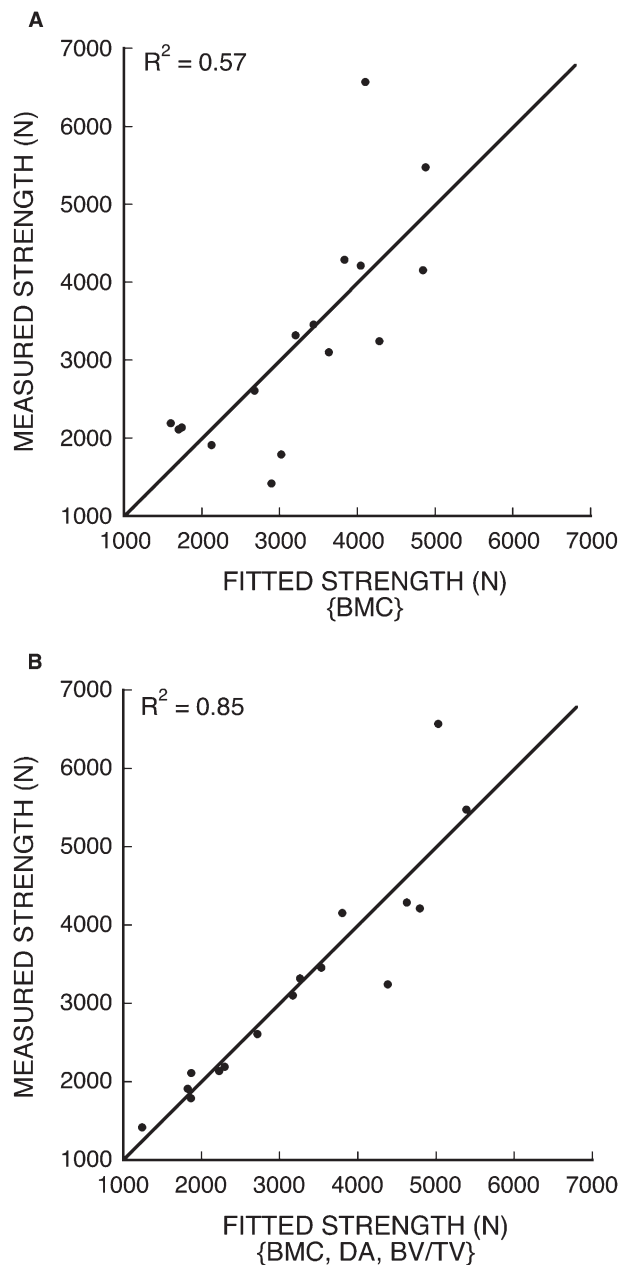 A
R² = 0.57
7000
6000
5000
4000
3000
2000
1000
MEASURED STRENGTH (N)
1000 2000 3000 4000 5000 6000 7000
FITTED STRENGTH (N)
{BMC}
B
R² = 0.85
7000
6000
5000
4000
3000
2000
1000
MEASURED STRENGTH (N)
1000 2000 3000 4000 5000 6000 7000
FITTED STRENGTH (N)
{BMC, DA, BV/TV}